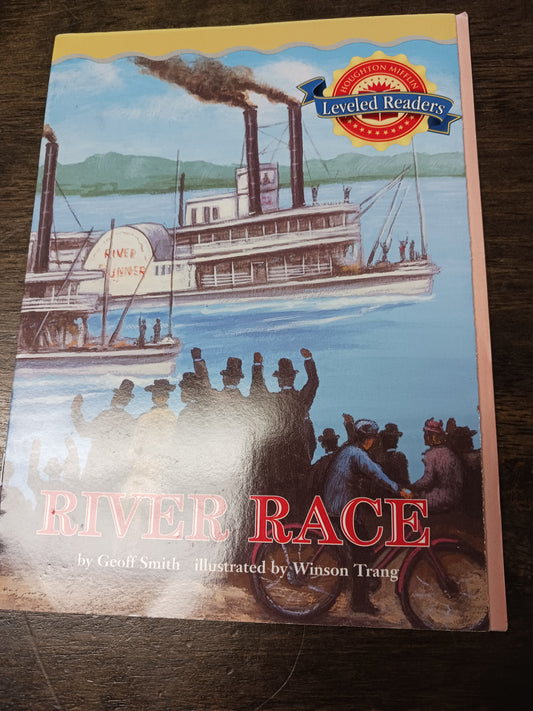 HOUGHTON MIFFLIN
Leveled Readers
RIVER
RUNNER
RIVER RACE
by Geoff Smith illustrated by Winson Trang